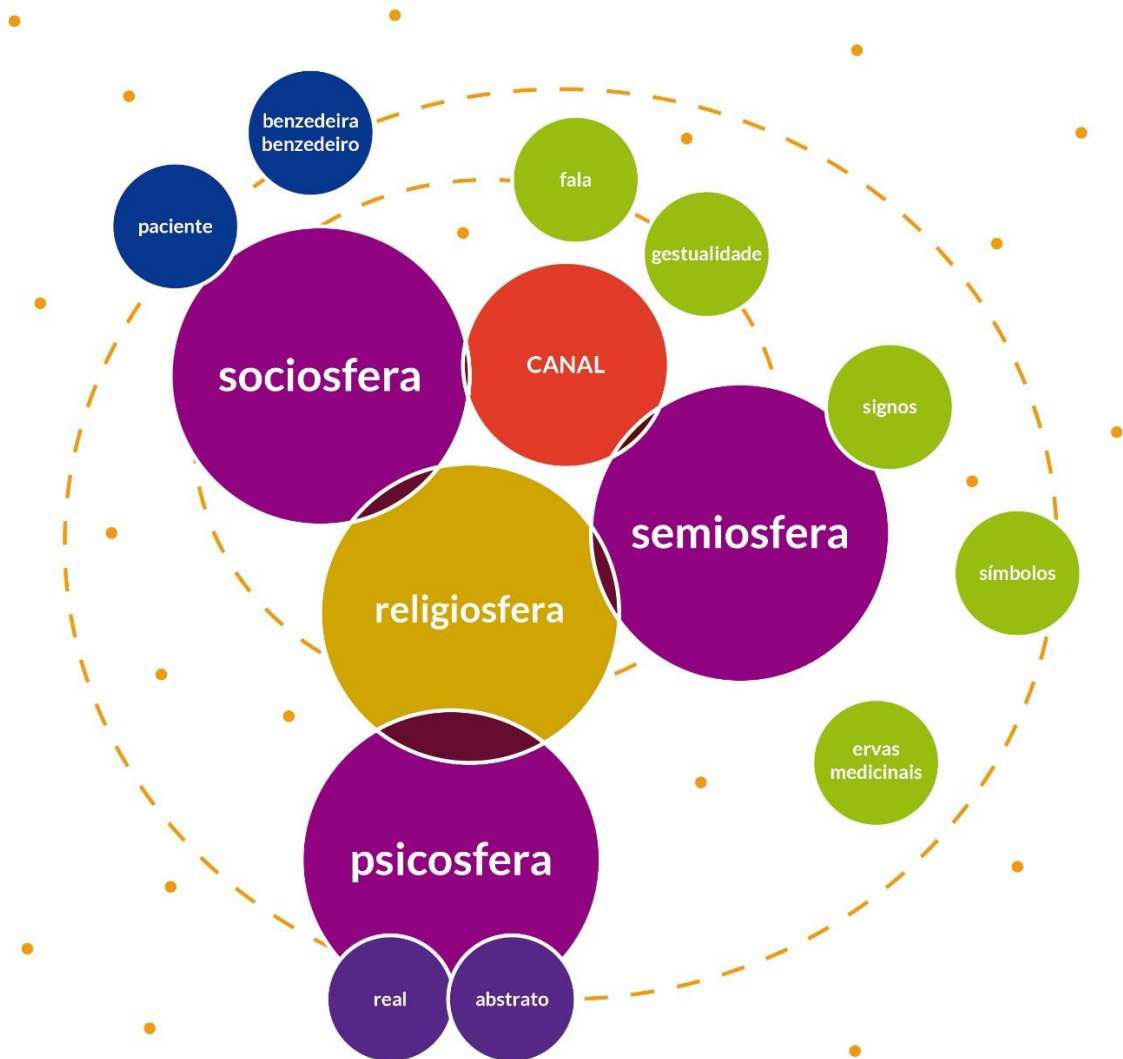 benzedeira
benzedeiro
fala
paciente
gestualidade
CANAL
sociosfera
signos
semiosfera
símbolos
religiosfera
ervas
medicinais
psicosfera
real
abstrato